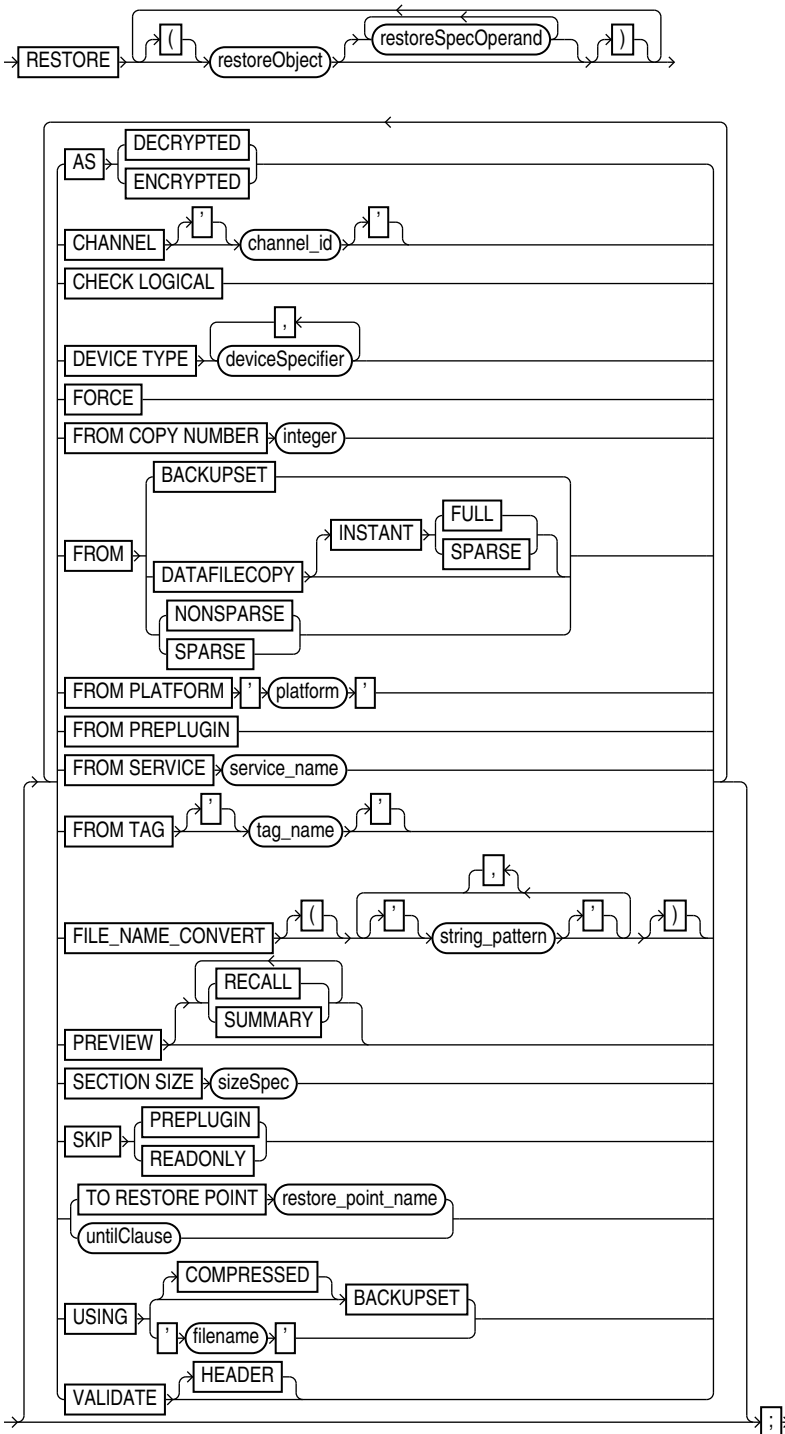 RESTORE ( restoreObject restoreSpecOperand )
AS DECRYPTED
ENCRYPTED
CHANNEL ' channel_id '
CHECK LOGICAL
DEVICE TYPE , deviceSpecifier
FORCE
FROM COPY NUMBER integer
FROM BACKUPSET
DATAFILECOPY INSTANT FULL
SPARSE
NONSPARSE
SPARSE
FROM PLATFORM ' platform '
FROM PREPLUGIN
FROM SERVICE service_name
FROM TAG ' tag_name '
FILE_NAME_CONVERT ( ' string_pattern ' , )
PREVIEW RECALL
SUMMARY
SECTION SIZE sizeSpec
SKIP PREPLUGIN
READONLY
TO RESTORE POINT restore_point_name
untilClause
USING COMPRESSED BACKUPSET
' filename '
VALIDATE HEADER
;